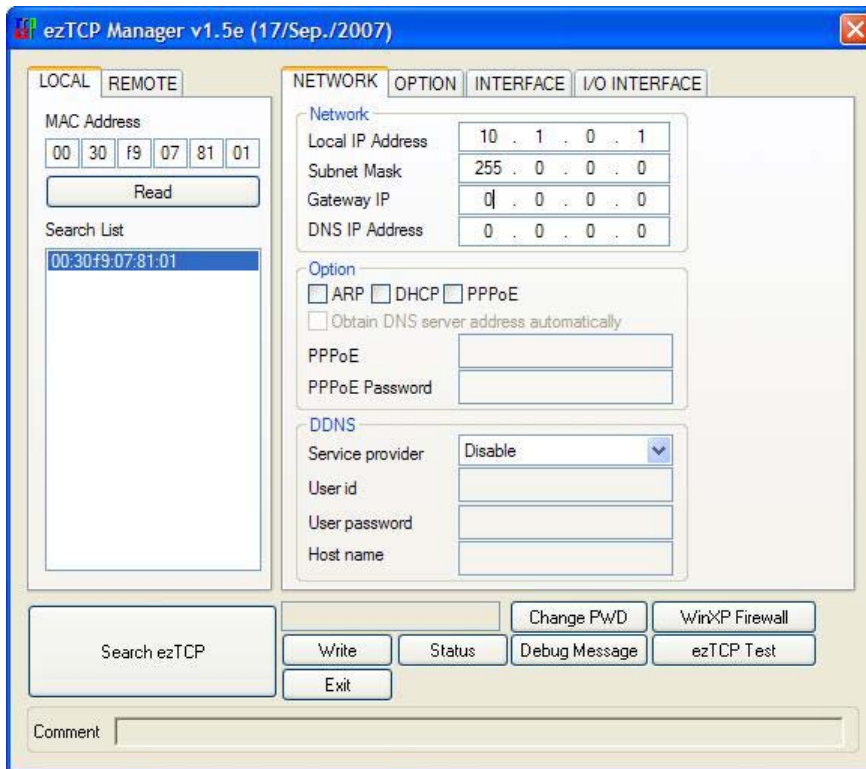 ezTCP Manager v1.5e (17/Sep./2007)
LOCAL REMOTE
MAC Address
00 30 f9 07 81 01
Read
Search List
00:30:f9:07:81:01
NETWORK OPTION INTERFACE I/O INTERFACE
Network
Local IP Address 10 . 1 . 0 . 1
Subnet Mask 255 . 0 . 0 . 0
Gateway IP 0 . 0 . 0 . 0
DNS IP Address 0 . 0 . 0 . 0
Option
ARP DHCP PPPoE
Obtain DNS server address automatically
PPPoE
PPPoE Password
DDNS
Service provider Disable
User id
User password
Host name
Search ezTCP
Change PWD WinXP Firewall
Write Status Debug Message ezTCP Test
Exit
Comment